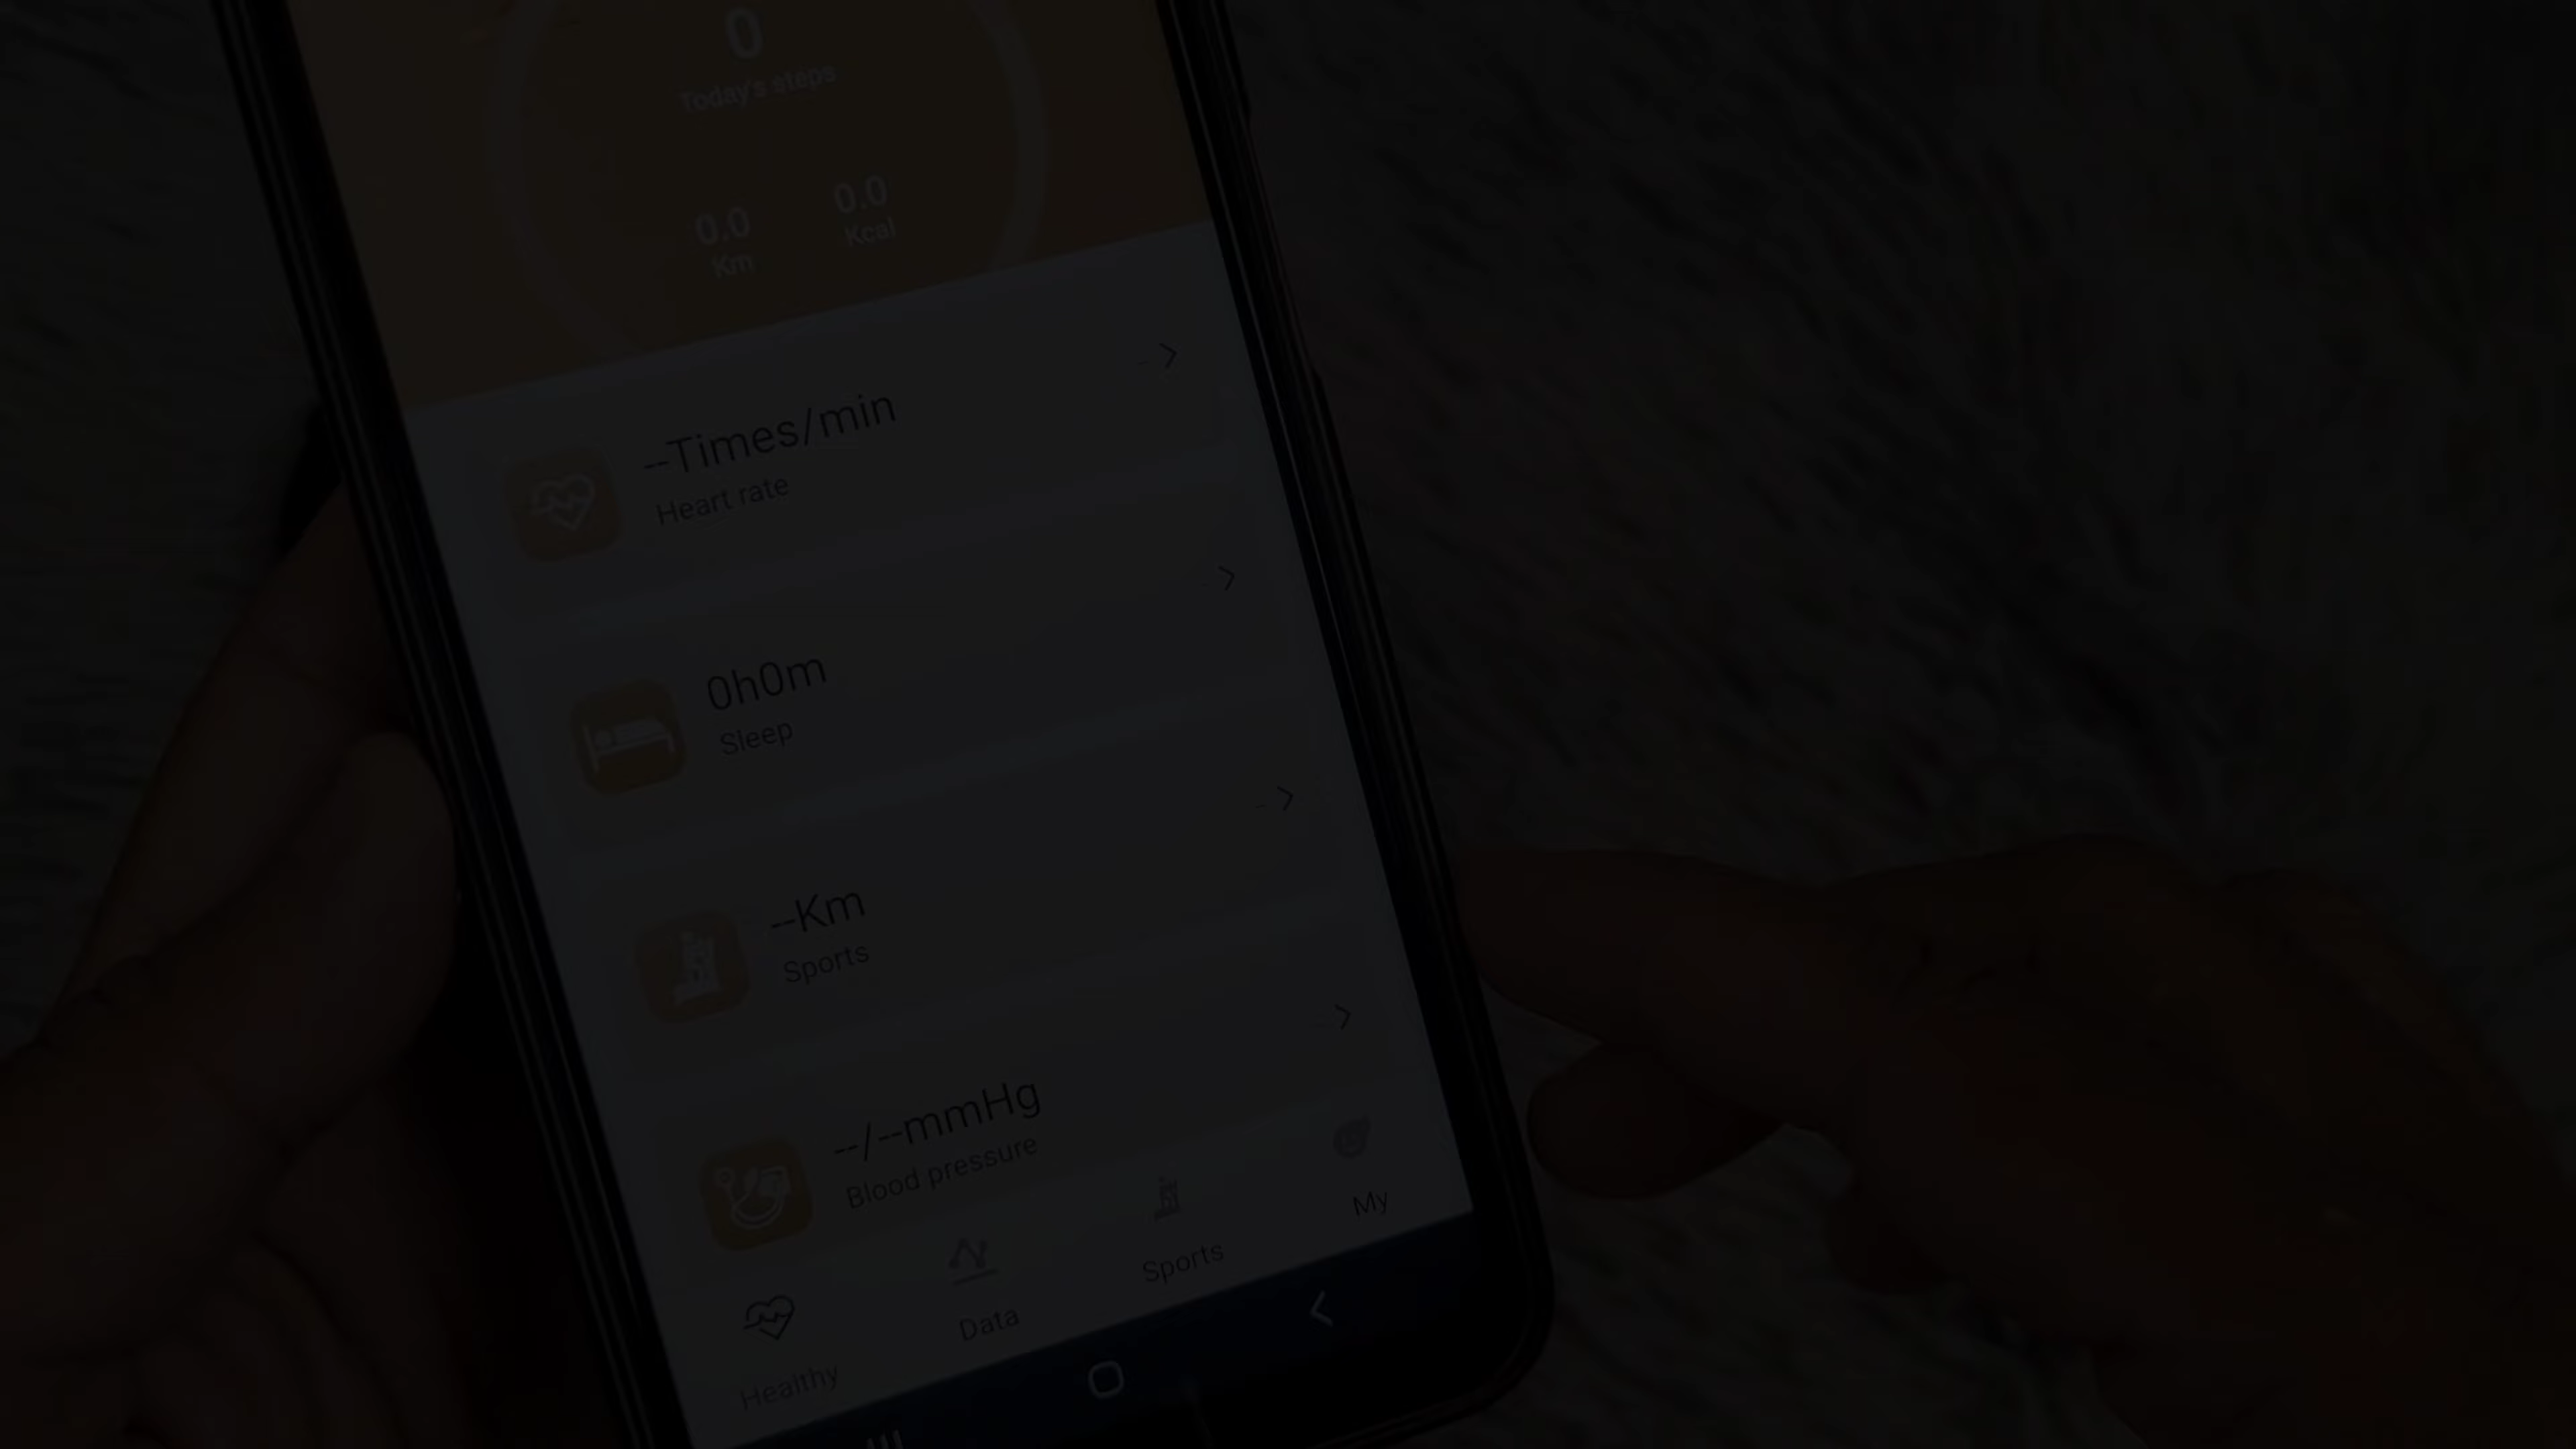 0
Today's steps
0.0
Km
0.0
Kcal
--Times/min
Heart rate
0h0m
Sleep
--Km
Sports
--/--mmHg
Blood pressure
Healthy
Data
Sports
My